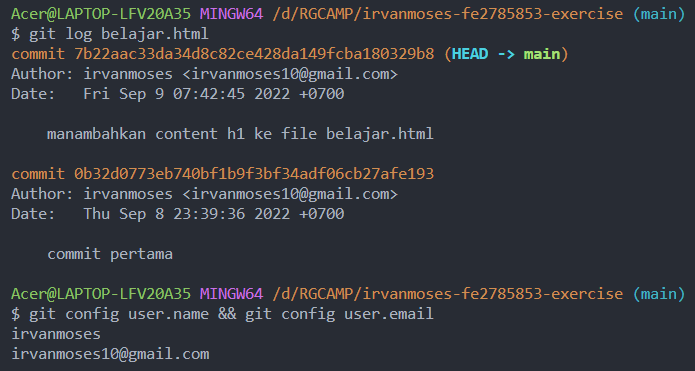 Acer@LAPTOP-LFV20A35 MINGW64 /d/RGCAMP/irvanmoses-fe2785853-exercise (main)
$ git log belajar.html
commit 7b22aac33da34d8c82ce428da149fcba180329b8 (HEAD -> main)
Author: irvanmoses <irvanmoses10@gmail.com>
Date:   Fri Sep 9 07:42:45 2022 +0700
    manambahkan content h1 ke file belajar.html
commit 0b32d0773eb740bf1b9f3bf34adf06cb27afe193
Author: irvanmoses <irvanmoses10@gmail.com>
Date:   Thu Sep 8 23:39:36 2022 +0700
    commit pertama
Acer@LAPTOP-LFV20A35 MINGW64 /d/RGCAMP/irvanmoses-fe2785853-exercise (main)
$ git config user.name && git config user.email
irvanmoses
irvanmoses10@gmail.com